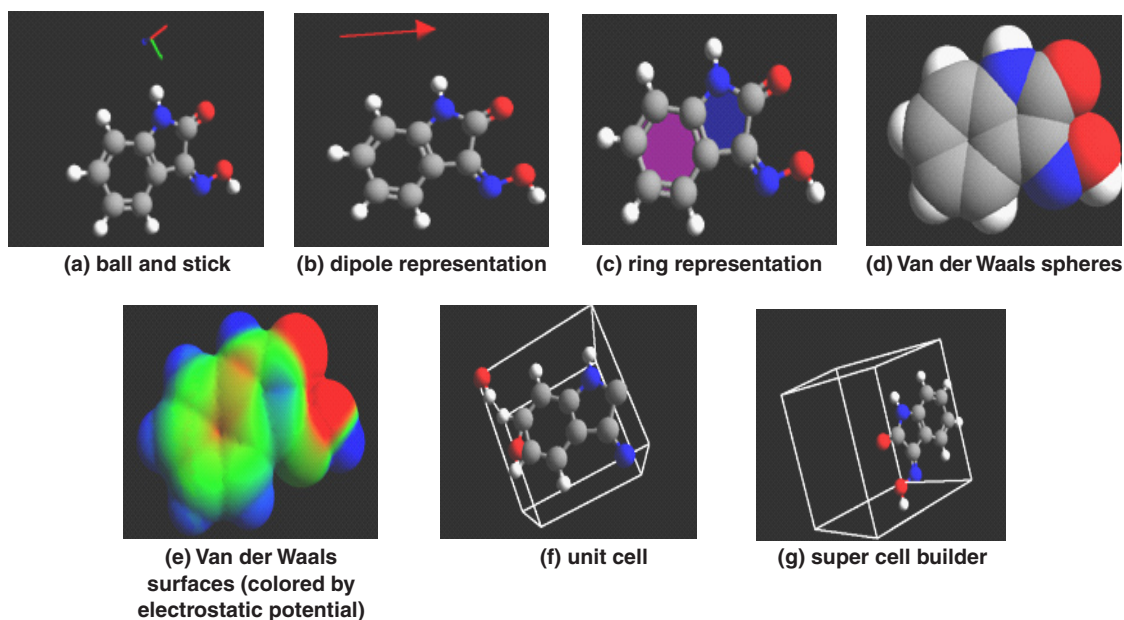 (a) ball and stick
(b) dipole representation
(c) ring representation
(d) Van der Waals spheres
(e) Van der Waals
surfaces (colored by
electrostatic potential)
(f) unit cell
(g) super cell builder